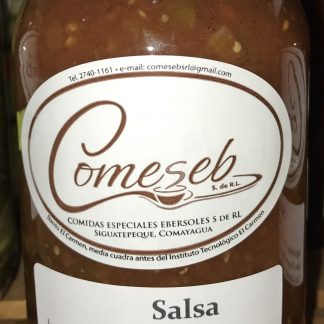 Tel. 2740-1161 • e-mail: comesebsrl@gmail.com
Comeseb
S. de R.L.
COMIDAS ESPECIALES EBERSOLES S DE RL
SIGUATEPEQUE, COMAYAGUA
Barrio El Carmen, media cuadra antes del Instituto Tecnológico El Carmen
Salsa